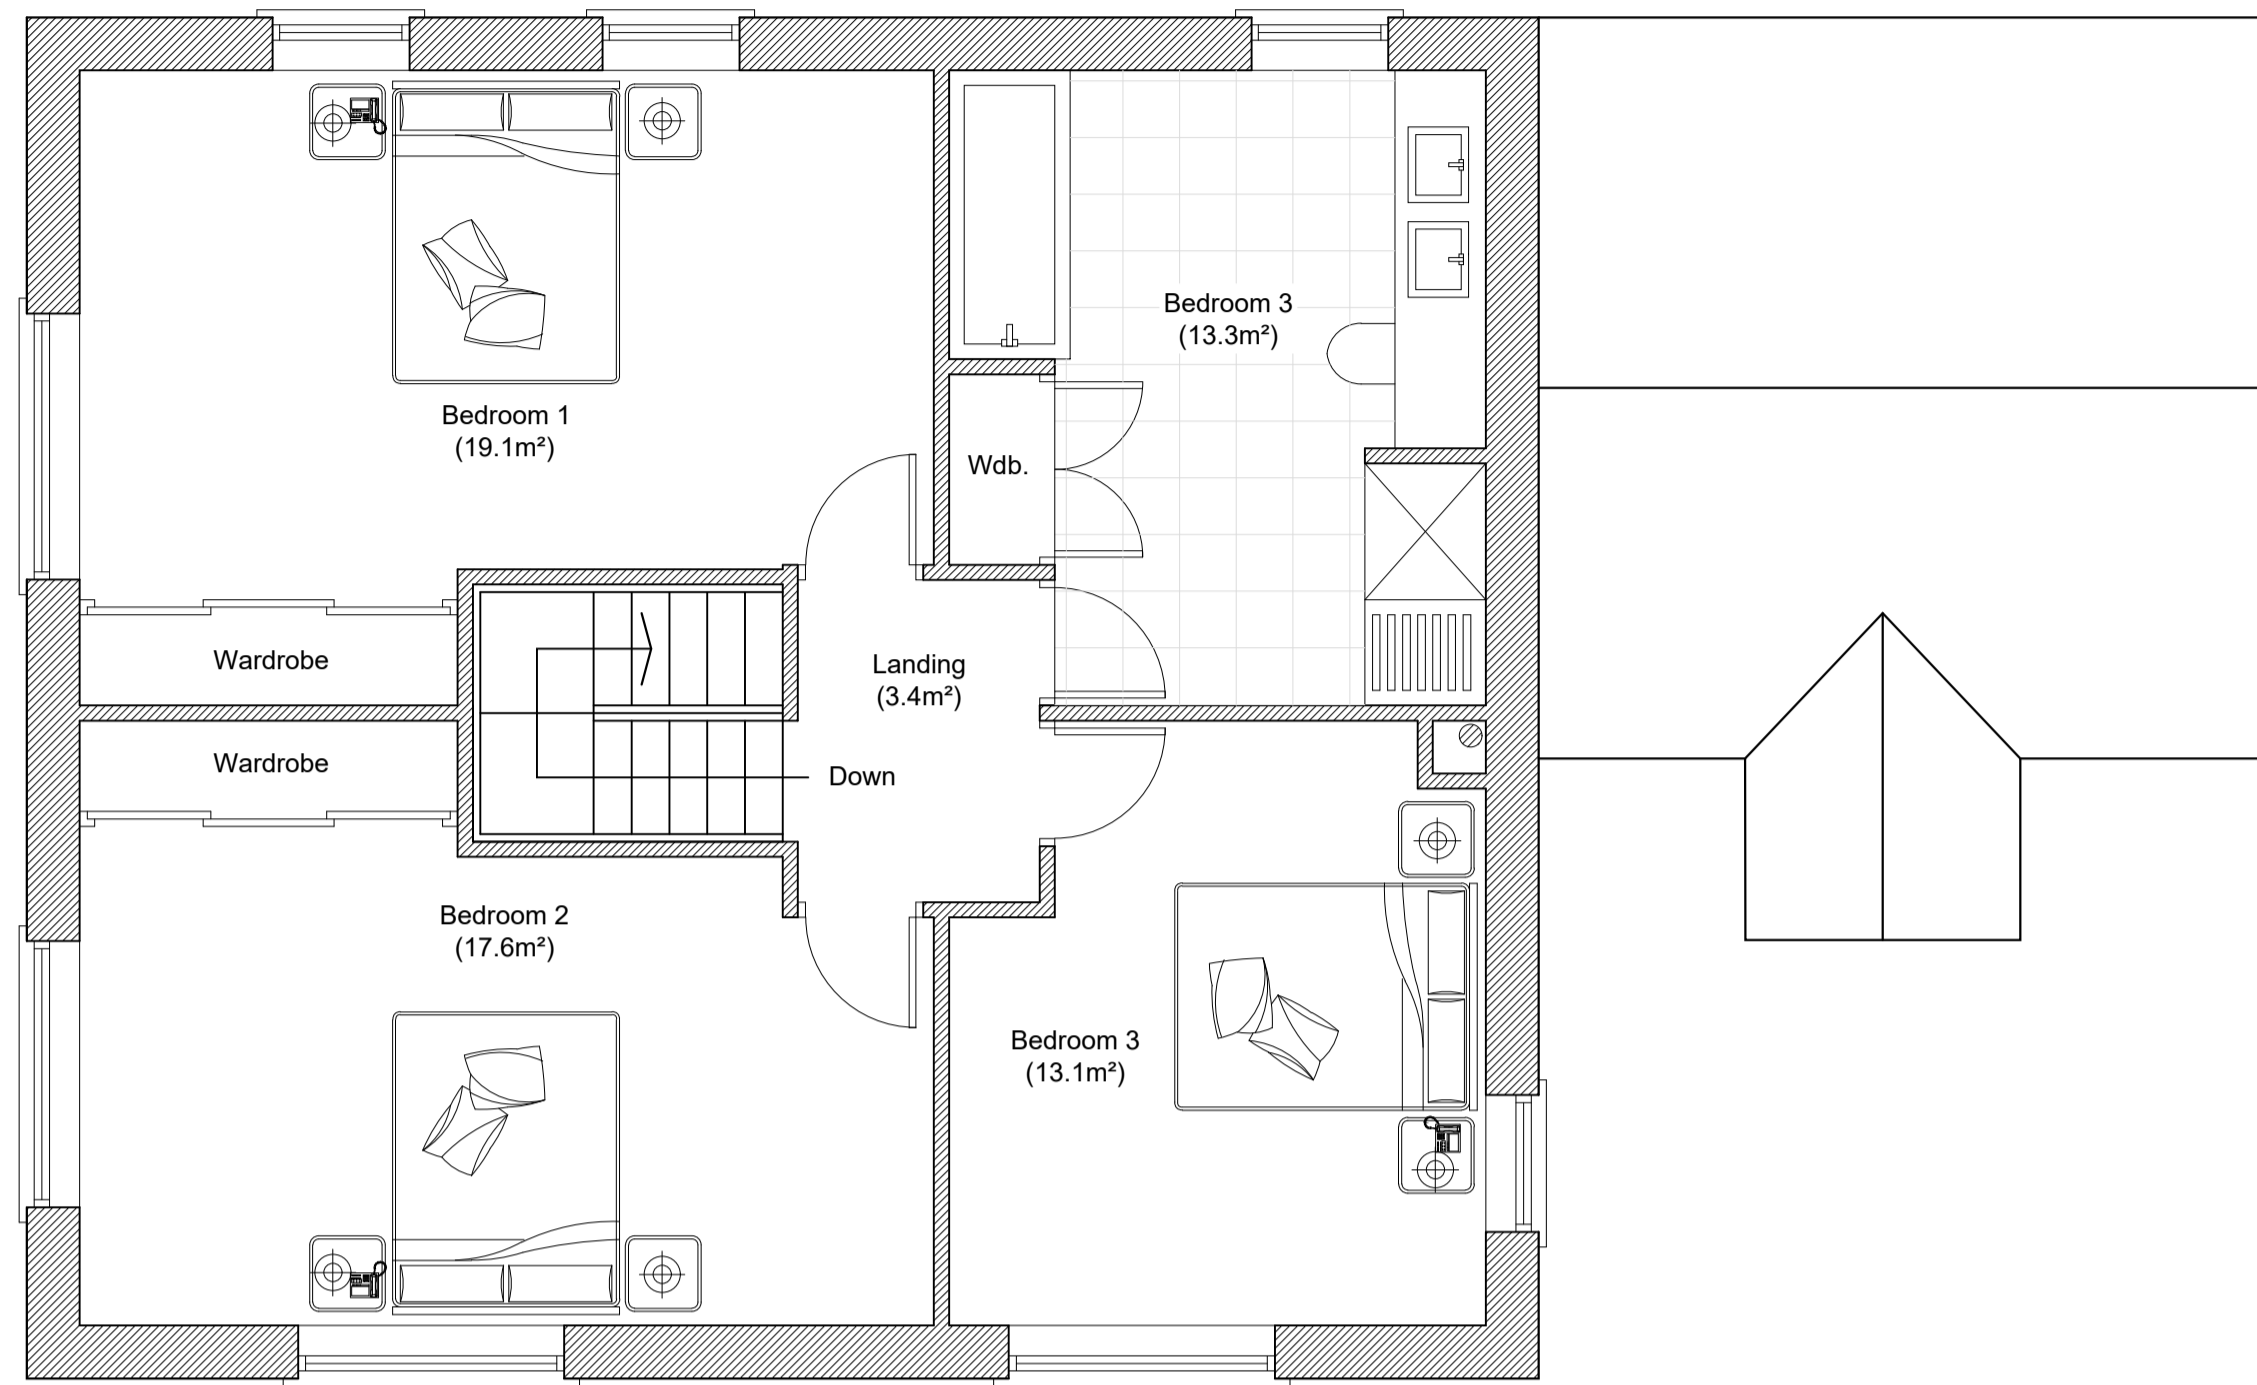 Bedroom 3
(13.3m²)
Bedroom 1
(19.1m²)
Wdb.
Wardrobe
Landing
(3.4m²)
Wardrobe
Down
Bedroom 2
(17.6m²)
Bedroom 3
(13.1m²)